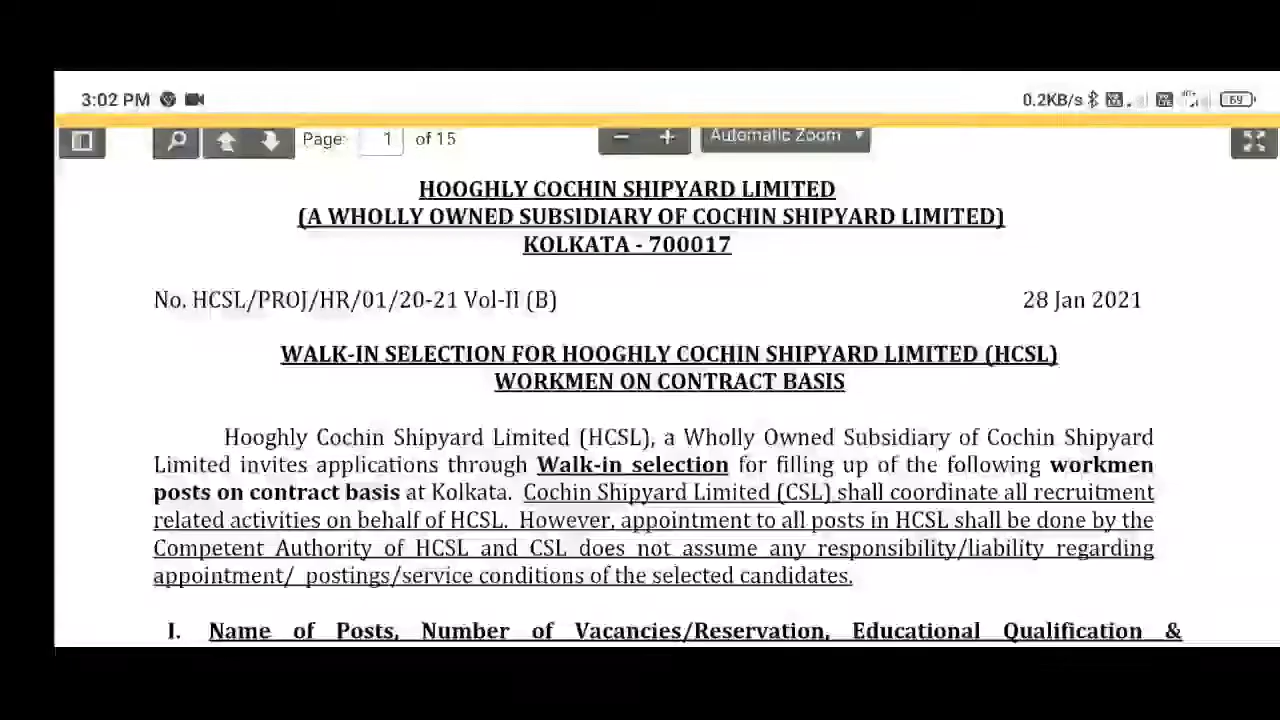 3:02 PM
0.2KB/s 69
Page: 1 of 15
Automatic Zoom
HOOGHLY COCHIN SHIPYARD LIMITED
(A WHOLLY OWNED SUBSIDIARY OF COCHIN SHIPYARD LIMITED)
KOLKATA - 700017
No. HCSL/PROJ/HR/01/20-21 Vol-II (B) 28 Jan 2021
WALK-IN SELECTION FOR HOOGHLY COCHIN SHIPYARD LIMITED (HCSL)
WORKMEN ON CONTRACT BASIS
Hooghly Cochin Shipyard Limited (HCSL), a Wholly Owned Subsidiary of Cochin Shipyard
Limited invites applications through Walk-in selection for filling up of the following workmen
posts on contract basis at Kolkata. Cochin Shipyard Limited (CSL) shall coordinate all recruitment
related activities on behalf of HCSL. However, appointment to all posts in HCSL shall be done by the
Competent Authority of HCSL and CSL does not assume any responsibility/liability regarding
appointment/ postings/service conditions of the selected candidates.
I. Name of Posts, Number of Vacancies/Reservation, Educational Qualification &